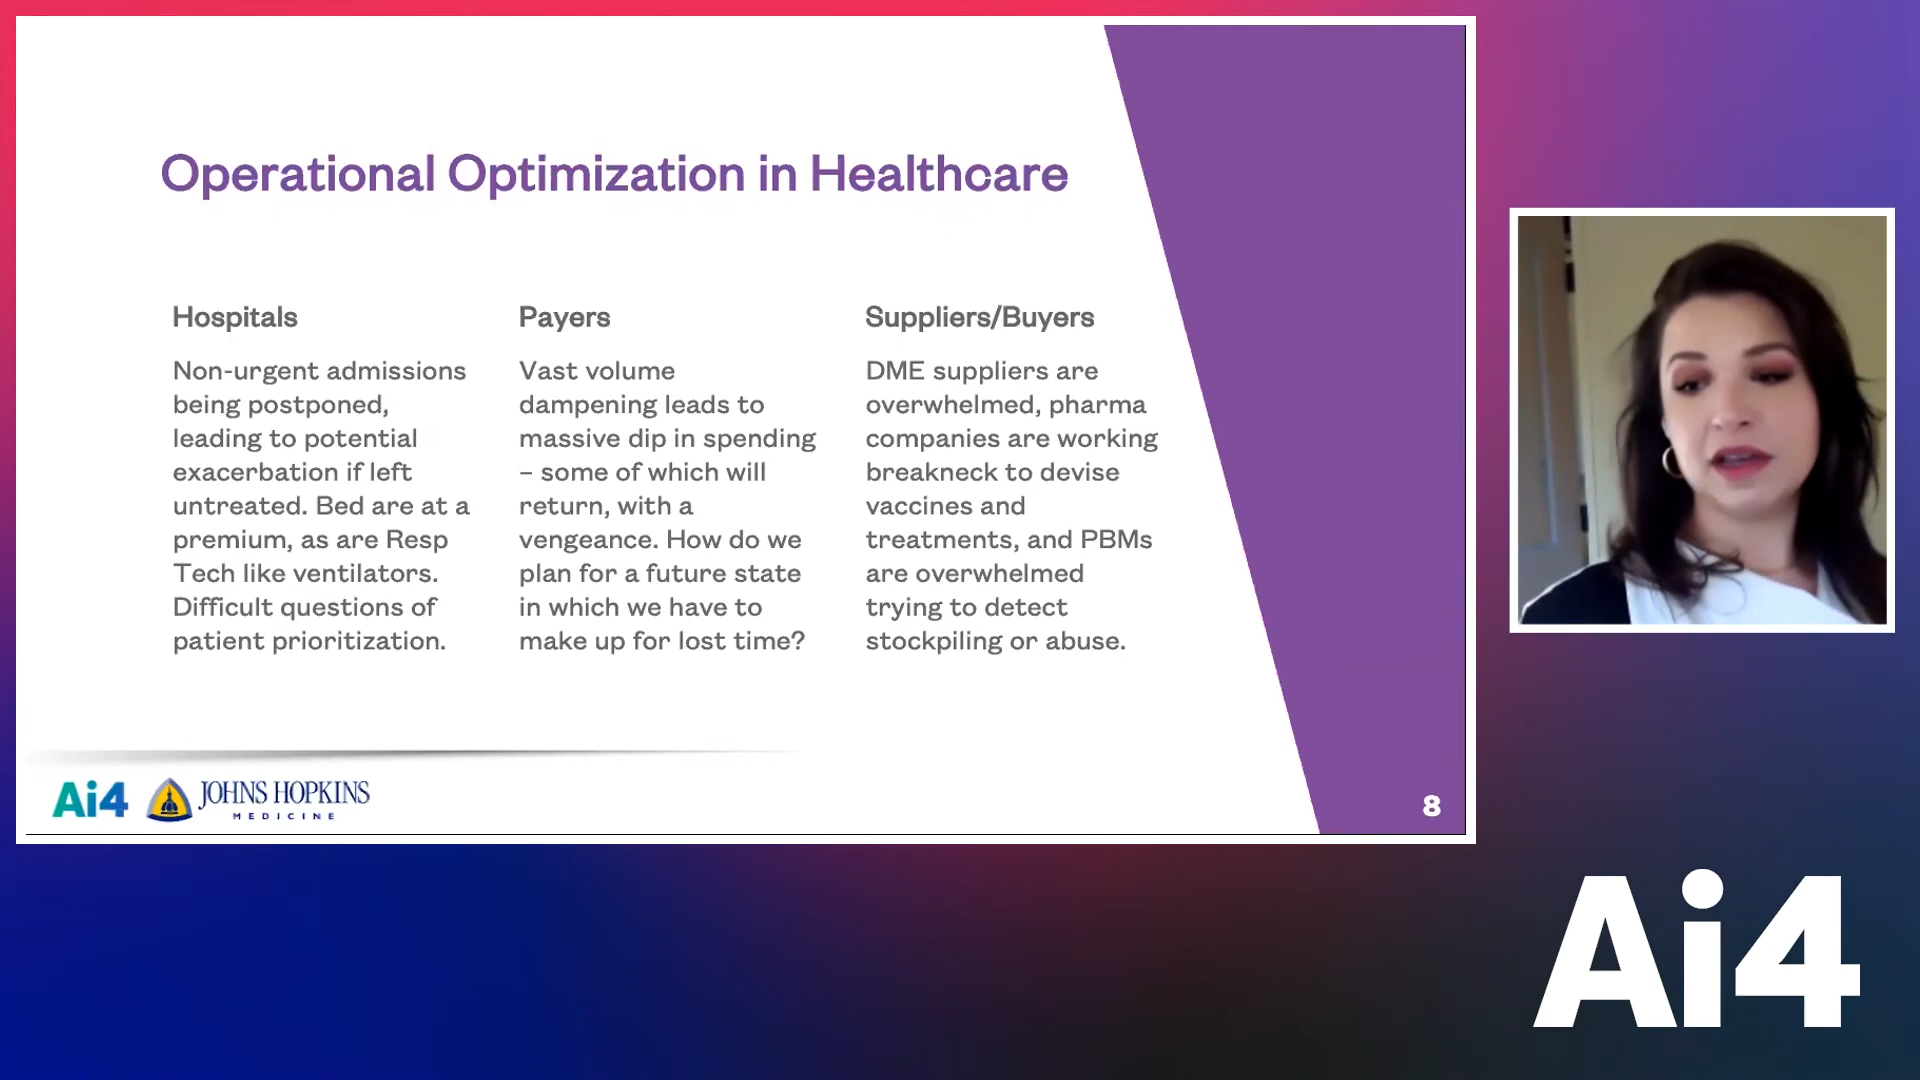 Operational Optimization in Healthcare
Hospitals
Non-urgent admissions
being postponed,
leading to potential
exacerbation if left
untreated. Bed are at a
premium, as are Resp
Tech like ventilators.
Difficult questions of
patient prioritization.
Payers
Vast volume
dampening leads to
massive dip in spending
– some of which will
return, with a
vengeance. How do we
plan for a future state
in which we have to
make up for lost time?
Suppliers/Buyers
DME suppliers are
overwhelmed, pharma
companies are working
breakneck to devise
vaccines and
treatments, and PBMs
are overwhelmed
trying to detect
stockpiling or abuse.
Ai4
JOHNS HOPKINS
MEDICINE
8
Ai4